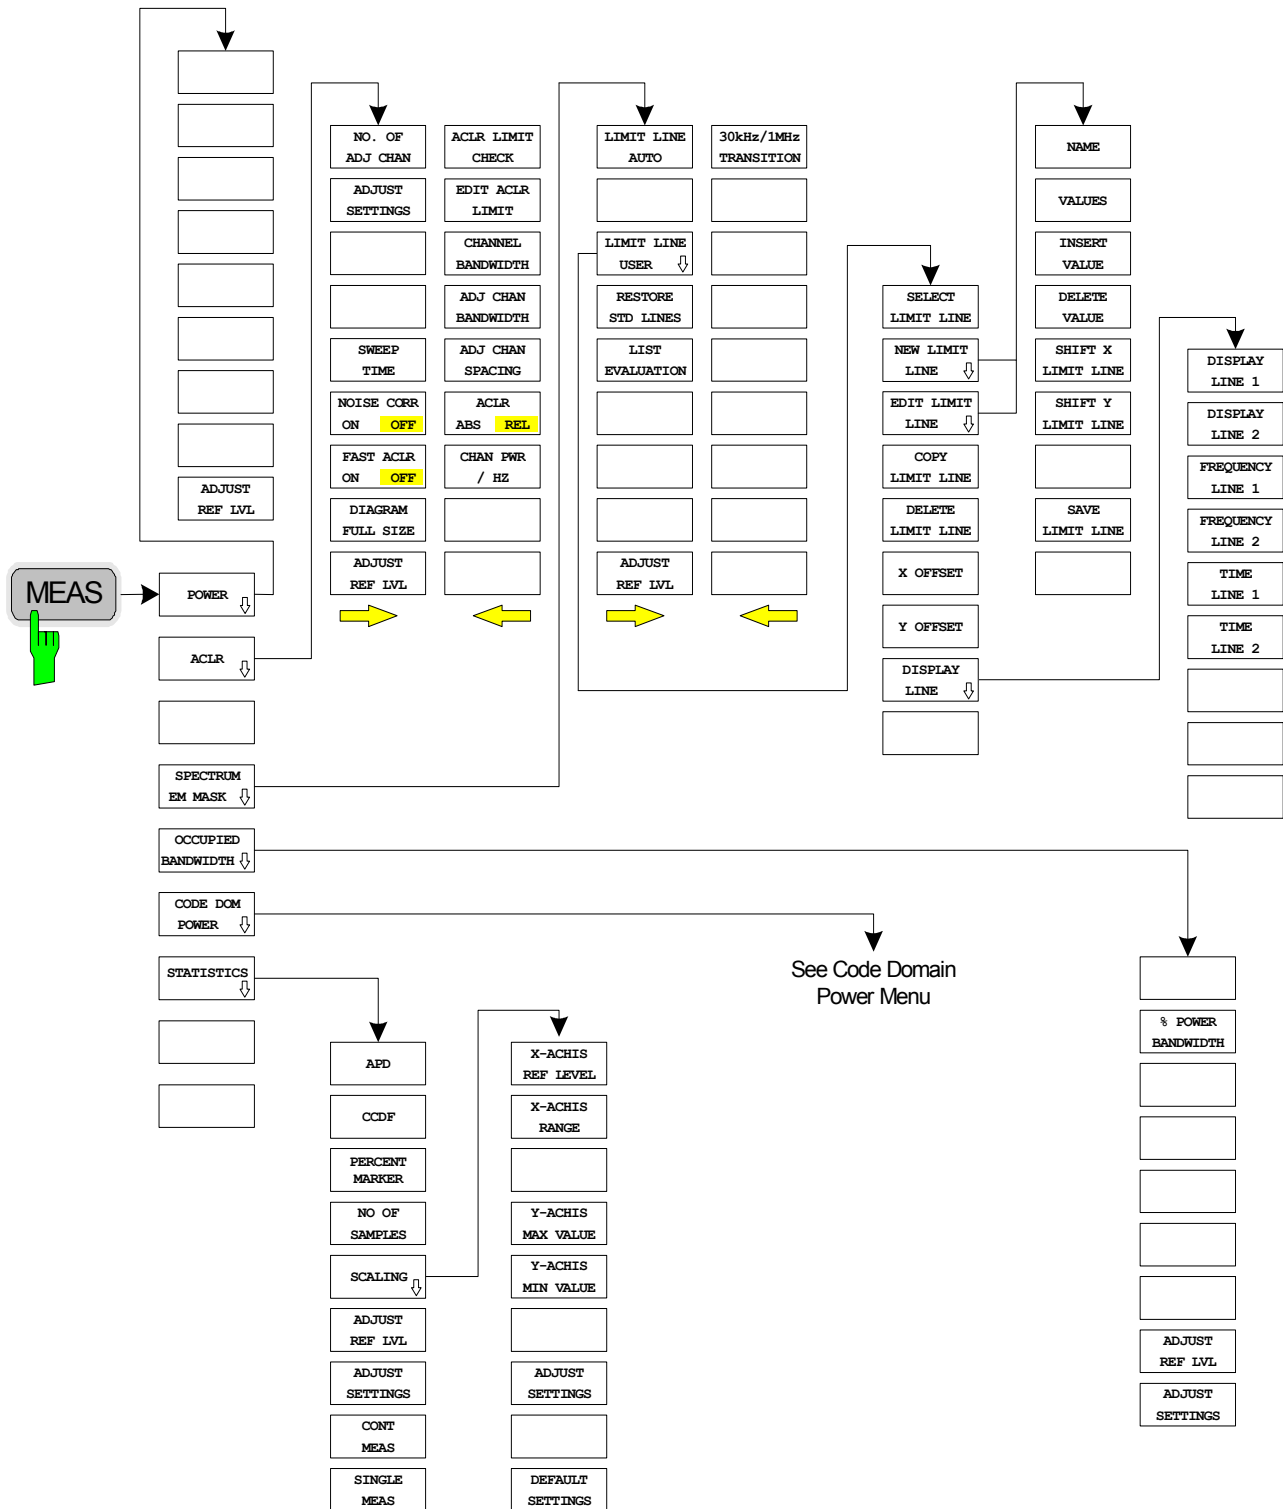 ADJUST
REF LVL
MEAS
POWER
ACLR
SPECTRUM
EM MASK
OCCUPIED
BANDWIDTH
CODE DOM
POWER
STATISTICS
NO. OF
ADJ CHAN
ADJUST
SETTINGS
SWEEP
TIME
NOISE CORR
ON OFF
FAST ACLR
ON OFF
DIAGRAM
FULL SIZE
ADJUST
REF LVL
ACLR LIMIT
CHECK
EDIT ACLR
LIMIT
CHANNEL
BANDWIDTH
ADJ CHAN
BANDWIDTH
ADJ CHAN
SPACING
ACLR
ABS REL
CHAN PWR
/ HZ
LIMIT LINE
AUTO
LIMIT LINE
USER
RESTORE
STD LINES
LIST
EVALUATION
ADJUST
REF LVL
30kHz/1MHz
TRANSITION
SELECT
LIMIT LINE
NEW LIMIT
LINE
EDIT LIMIT
LINE
COPY
LIMIT LINE
DELETE
LIMIT LINE
X OFFSET
Y OFFSET
DISPLAY
LINE
NAME
VALUES
INSERT
VALUE
DELETE
VALUE
SHIFT X
LIMIT LINE
SHIFT Y
LIMIT LINE
SAVE
LIMIT LINE
DISPLAY
LINE 1
DISPLAY
LINE 2
FREQUENCY
LINE 1
FREQUENCY
LINE 2
TIME
LINE 1
TIME
LINE 2
See Code Domain
Power Menu
APD
CCDF
PERCENT
MARKER
NO OF
SAMPLES
SCALING
ADJUST
REF LVL
ADJUST
SETTINGS
CONT
MEAS
SINGLE
MEAS
X-ACHIS
REF LEVEL
X-ACHIS
RANGE
Y-ACHIS
MAX VALUE
Y-ACHIS
MIN VALUE
ADJUST
SETTINGS
DEFAULT
SETTINGS
% POWER
BANDWIDTH
ADJUST
REF LVL
ADJUST
SETTINGS